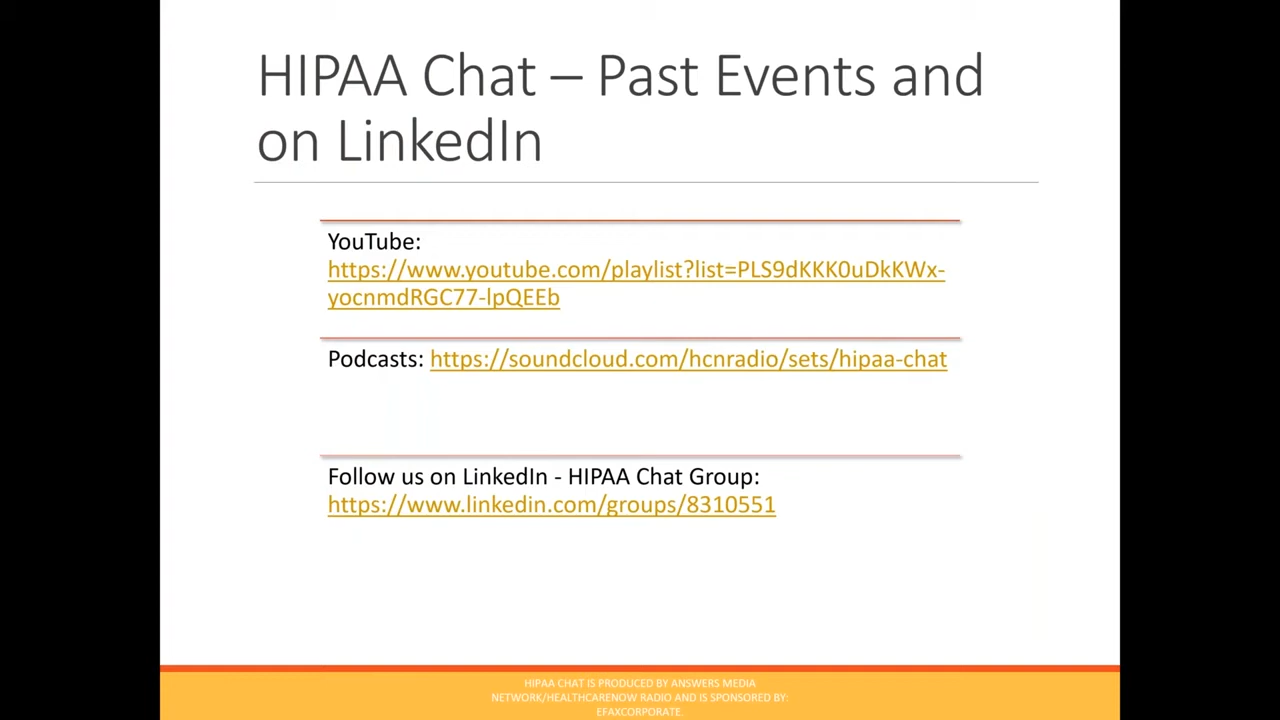 HIPAA Chat – Past Events and
on LinkedIn
YouTube:
https://www.youtube.com/playlist?list=PLS9dKKK0uDkKWx-
yocnmdRGC77-lpQEEb
Podcasts: https://soundcloud.com/hcnradio/sets/hipaa-chat
Follow us on LinkedIn - HIPAA Chat Group:
https://www.linkedin.com/groups/8310551
HIPAA CHAT IS PRODUCED BY ANSWERS MEDIA
NETWORK/HEALTHCARENOW RADIO AND IS SPONSORED BY:
EFAXCORPORATE.